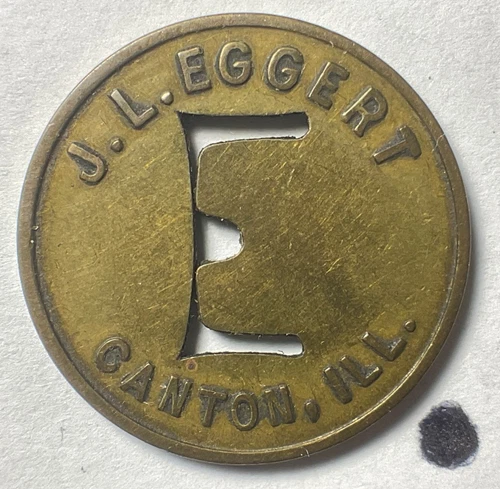 J.L. EGGERT
E
CANTON, ILL.